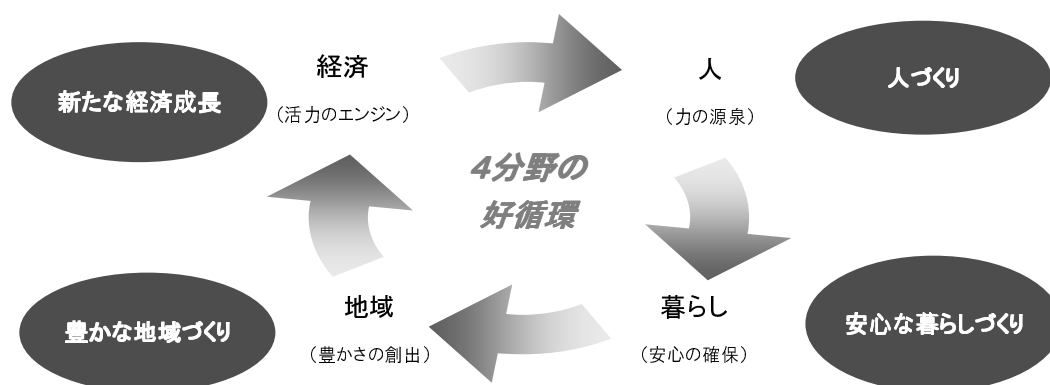 経済
人
人づくり
新たな経済成長
（活力のエンジン）
（力の源泉）
4分野の
好循環
地域
暮らし
豊かな地域づくり
安心な暮らしづくり
（豊かさの創出）
（安心の確保）